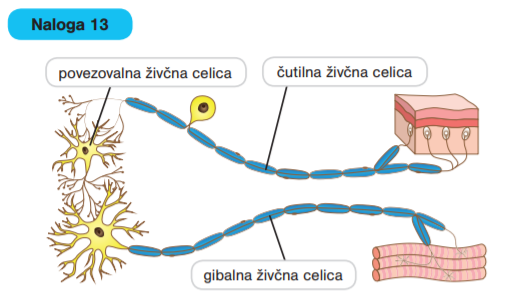 Naloga 13
povezovalna živčna celica
čutilna živčna celica
gibalna živčna celica